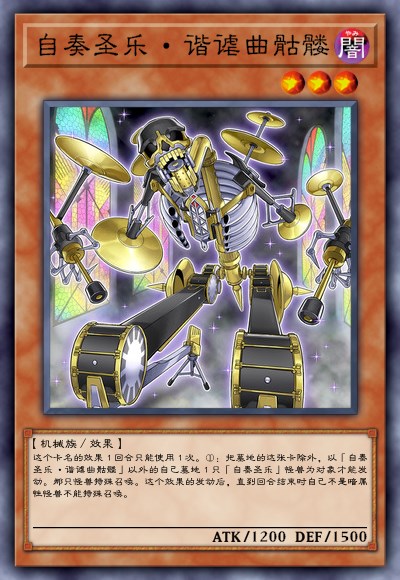 自奏圣乐·谐谑曲骷髅
やみ
闇
【机械族／效果】
这个卡名的效果1回合只能使用1次。①：把墓地的这张卡除外，以「自奏
圣乐·谐谑曲骷髅」以外的自己墓地1只「自奏圣乐」怪兽为对象才能发
动。那只怪兽特殊召唤。这个效果的发动后，直到回合结束时自己不是暗属
性怪兽不能特殊召唤。
ATK/1200 DEF/1500